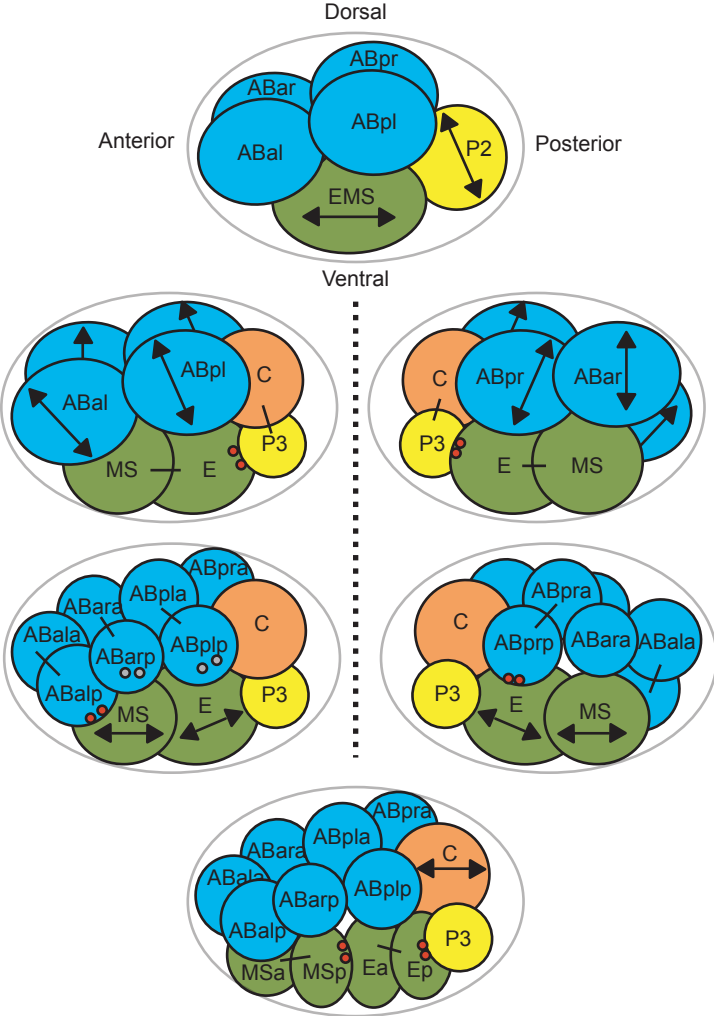 Dorsal
ABpr
ABar
ABpl
Anterior
ABal
P2
Posterior
EMS
Ventral
ABpl
C
ABal
P3
MS
E
C
ABpr
ABar
P3
E
MS
ABpra
ABpla
ABara
ABala
ABplp
C
ABarp
ABalp
P3
MS
E
ABpra
C
ABprp
ABara
ABala
P3
E
MS
ABpra
ABpla
ABara
C
ABala
ABplp
ABarp
ABalp
P3
MSa
MSp
Ea
Ep